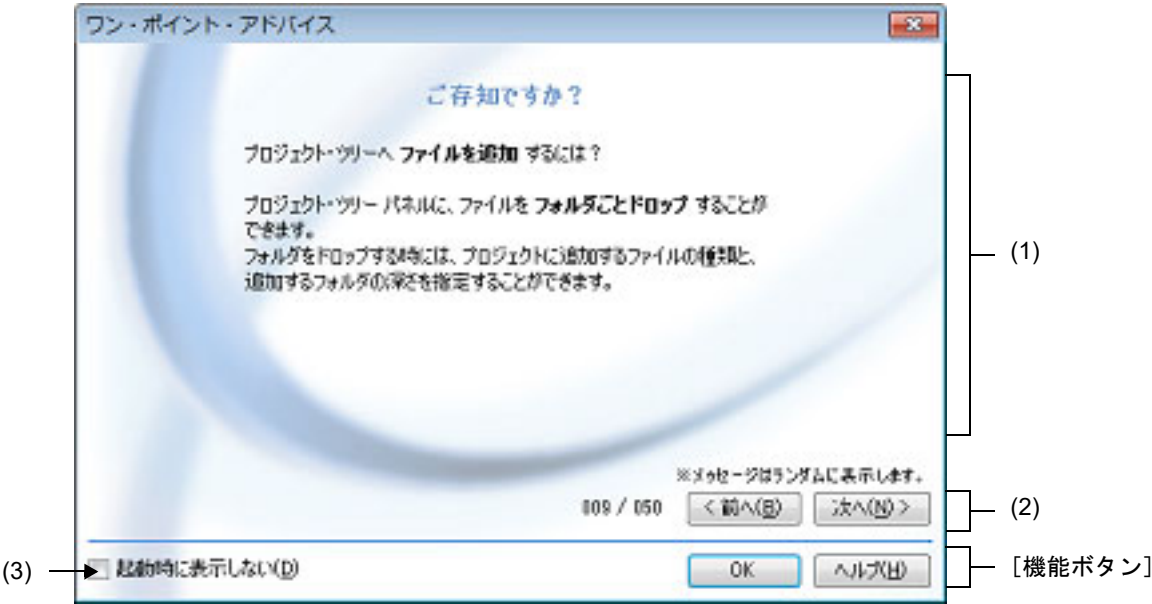 ワン・ポイント・アドバイス
ご存知ですか？
プロジェクト・ツリーへ ファイルを追加 するには？
プロジェクト・ツリー パネルに、ファイルを フォルダごとドロップ することが
できます。
フォルダをドロップする時には、プロジェクトに追加するファイルの種類と、
追加するフォルダの深さを指定することができます。
(1)
※メッセージはランダムに表示します。
009 / 050 < 前へ(B) 次へ(N) >
(2)
(3) 起動時に表示しない(D) OK ヘルプ(H)
［機能ボタン］